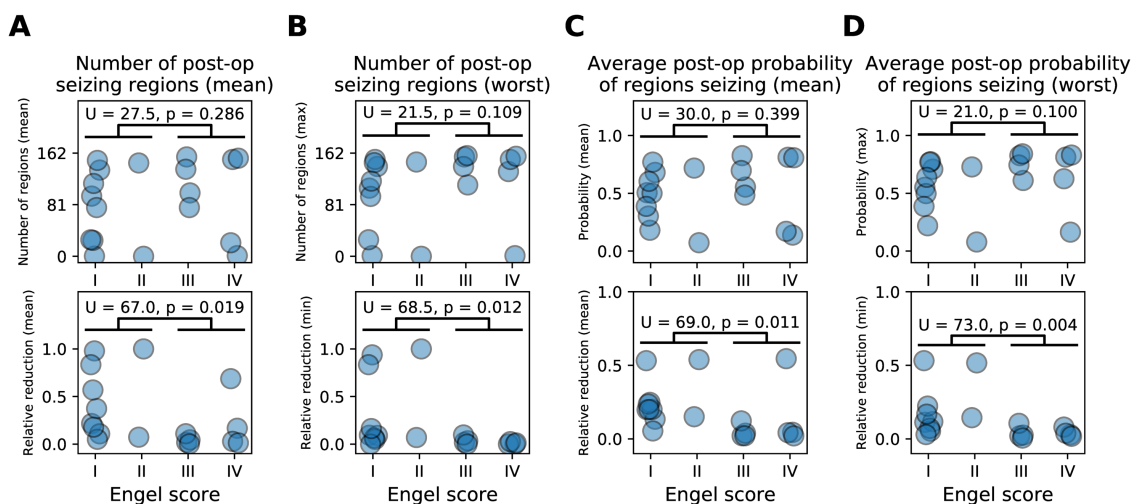 A
B
C
D
Number of post-op
seizing regions (mean)
Number of post-op
seizing regions (worst)
Average post-op probability
of regions seizing (mean)
Average post-op probability
of regions seizing (worst)
Number of regions (mean)
162
81
0
U = 27.5, p = 0.286
I II III IV
Number of regions (max)
162
81
0
U = 21.5, p = 0.109
I II III IV
Probability (mean)
1.0
0.5
0.0
U = 30.0, p = 0.399
I II III IV
Probability (max)
1.0
0.5
0.0
U = 21.0, p = 0.100
I II III IV
Relative reduction (mean)
1.0
0.5
0.0
U = 67.0, p = 0.019
I II III IV
Engel score
Relative reduction (min)
1.0
0.5
0.0
U = 68.5, p = 0.012
I II III IV
Engel score
Relative reduction (mean)
1.0
0.5
0.0
U = 69.0, p = 0.011
I II III IV
Engel score
Relative reduction (min)
1.0
0.5
0.0
U = 73.0, p = 0.004
I II III IV
Engel score